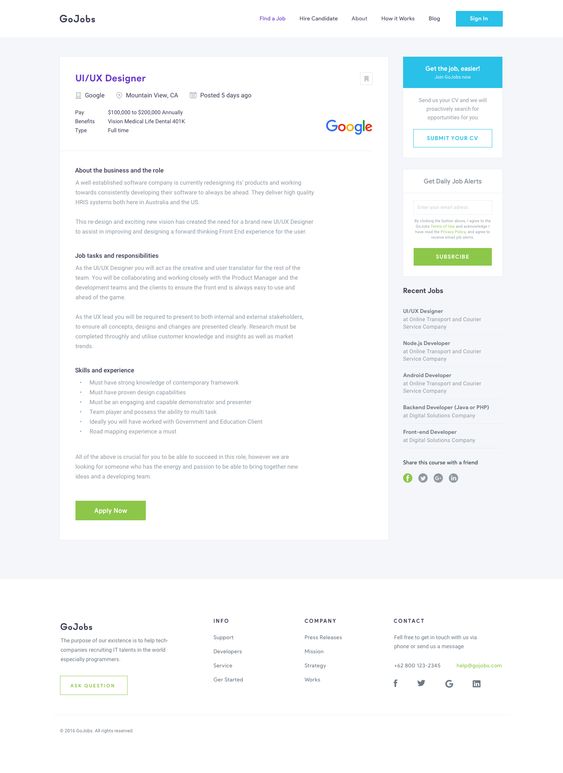 GoJobs
Find a Job
Hire Candidate
About
How it Works
Blog
Sign In
UI/UX Designer
Google
Mountain View, CA
Posted 5 days ago
Pay $100,000 to $200,000 Annually
Benefits Vision Medical Life Dental 401K
Type Full time
Google
About the business and the role
A well established software company is currently redesigning its' products and working
towards consistently developing their software to always be ahead. They deliver high quality
HRIS systems both here in Australia and the US.
This re-design and exciting new vision has created the need for a brand new UI/UX Designer
to assist in improving and designing a forward thinking Front End experience for the user.
Job tasks and responsibilities
As the UI/UX Designer you will act as the creative and user translator for the rest of the
team. You will be collaborating and working closely with the Product Manager and the
development teams and the clients to ensure the front end is always easy to use and
ahead of the game.
As the UX lead you will be required to present to both internal and external stakeholders,
to ensure all concepts, designs and changes are presented clearly. Research must be
completed throughly and utilise customer knowledge and insights as well as market
trends.
Skills and experience
• Must have strong knowledge of contemporary framework
• Must have proven design capabilities
• Must be an engaging and capable demonstrator and presenter
• Team player and possess the ability to multi task
• Ideally you will have worked with Government and Education Client
• Road mapping experience a must
All of the above is crucial for you to be able to succeed in this role, however we are
looking for someone who has the energy and passion to be able to bring together new
ideas and a developing team.
Apply Now
Get the job, easier!
Join GoJobs now
Send us your CV and we will
proactively search for
opportunities for you
SUBMIT YOUR CV
Get Daily Job Alerts
Enter your email adress
By clicking the button above, I agree to the
GoJobs Terms of Use and acknowledge I
have read the Privacy Policy, and agree to
receive email job alerts.
SUBSRCIBE
Recent Jobs
UI/UX Designer
at Online Transport and Courier
Service Company
Node.js Developer
at Online Transport and Courier
Service Company
Android Developer
at Online Transport and Courier
Service Company
Backend Developer (Java or PHP)
at Digital Solutions Company
Front-end Developer
at Digital Solutions Company
Share this course with a friend
GoJobs
The purpose of our existence is to help tech-
companies recruiting IT talents in the world
especially programmers.
ASK QUESTION
INFO
Support
Developers
Service
Get Started
COMPANY
Press Releases
Mission
Strategy
Works
CONTACT
Fell free to get in touch with us via
phone or send us a message
+62 800 123-2345
help@gojobs.com
© 2016 GoJobs. All rights reserved.